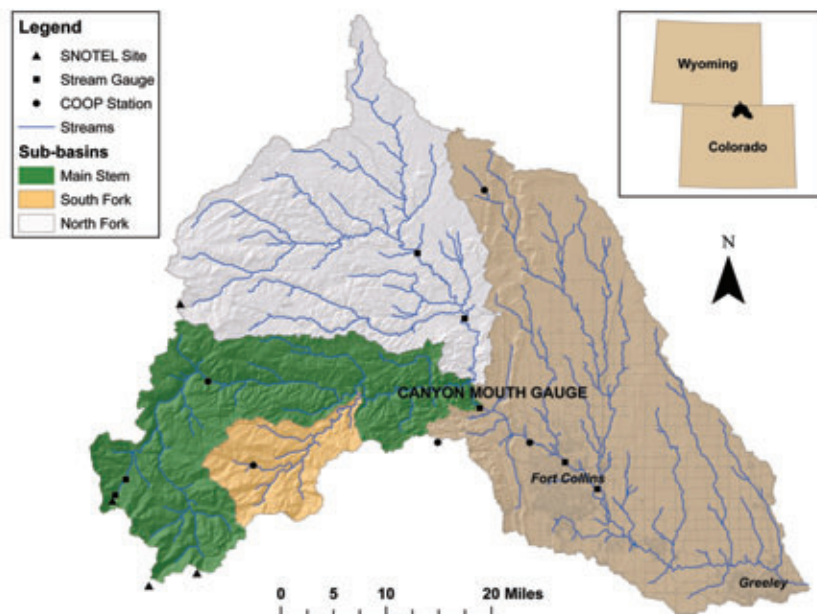 Legend
SNOTEL Site
Stream Gauge
COOP Station
Streams
Sub-basins
Main Stem
South Fork
North Fork
Wyoming
Colorado
N
CANYON MOUTH GAUGE
Fort Collins
Greeley
0 5 10 20 Miles